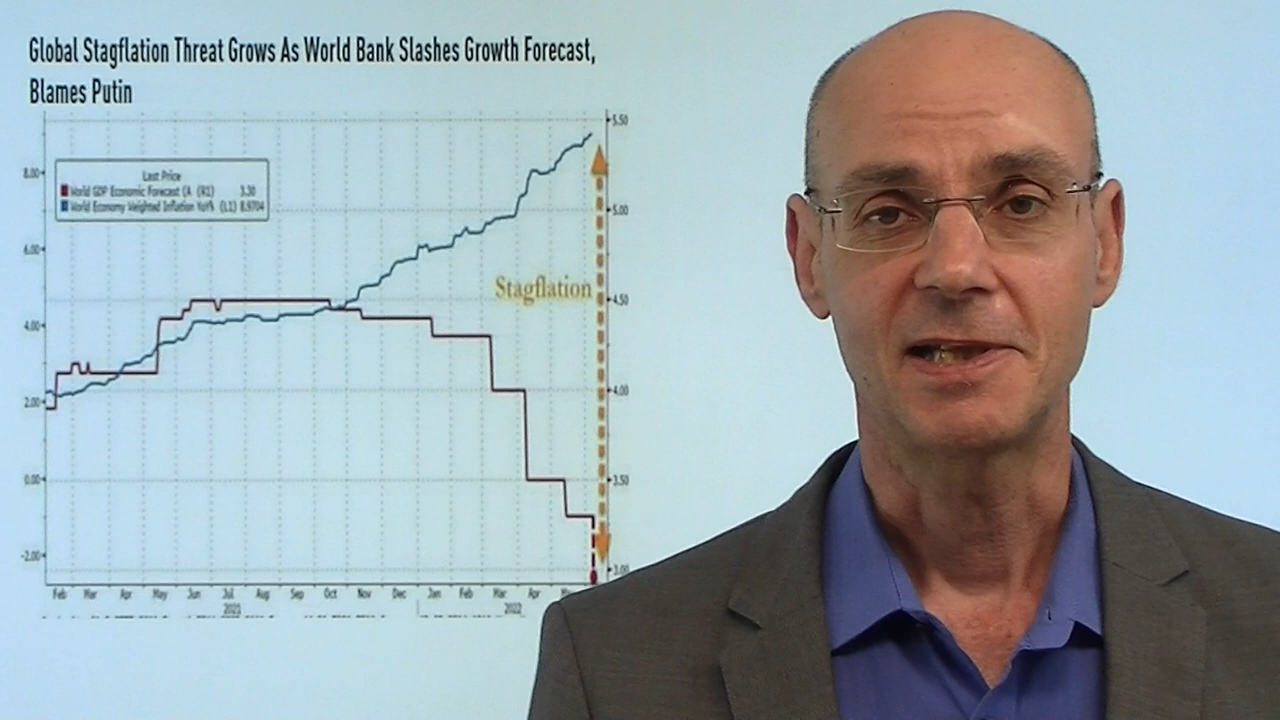 Global Stagflation Threat Grows As World Bank Slashes Growth Forecast,
Blames Putin
5.50
8.00
Last Price
World GDP Economic Forecast (A (R1) 3.30
World Economy Weighted Inflation YoY% (L1) 8.9704
5.00
6.00
Stagflation
4.50
4.00
4.00
2.00
0.00
3.50
-2.00
3.00
Feb Mar Apr May Jun Jul Aug Sep Oct Nov Dec Jan Feb Mar Apr
2021 2022